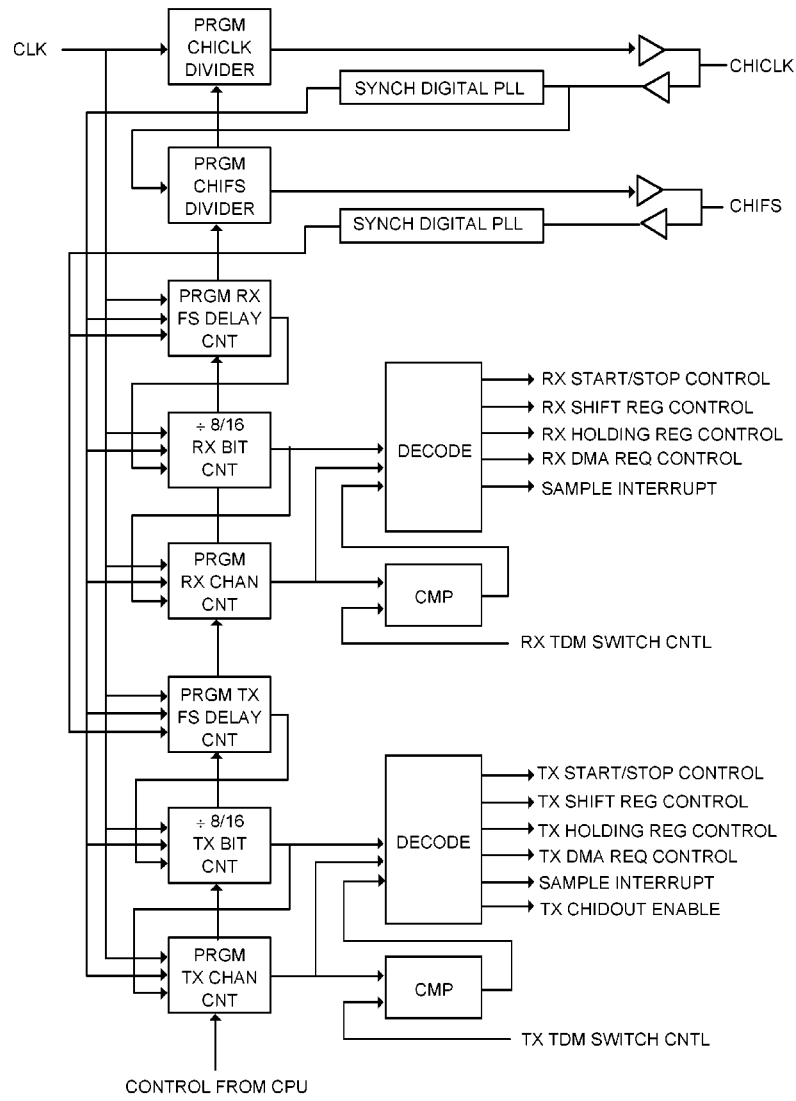 PRGM
CHICLK
DIVIDER
CLK
CHICLK
SYNCH DIGITAL PLL
PRGM
CHIFS
DIVIDER
CHIFS
SYNCH DIGITAL PLL
PRGM RX
FS DELAY
CNT
÷ 8/16
RX BIT
CNT
DECODE
RX START/STOP CONTROL
RX SHIFT REG CONTROL
RX HOLDING REG CONTROL
RX DMA REQ CONTROL
SAMPLE INTERRUPT
PRGM
RX CHAN
CNT
CMP
RX TDM SWITCH CNTL
PRGM TX
FS DELAY
CNT
÷ 8/16
TX BIT
CNT
DECODE
TX START/STOP CONTROL
TX SHIFT REG CONTROL
TX HOLDING REG CONTROL
TX DMA REQ CONTROL
SAMPLE INTERRUPT
TX CHIDOUT ENABLE
PRGM
TX CHAN
CNT
CMP
TX TDM SWITCH CNTL
CONTROL FROM CPU